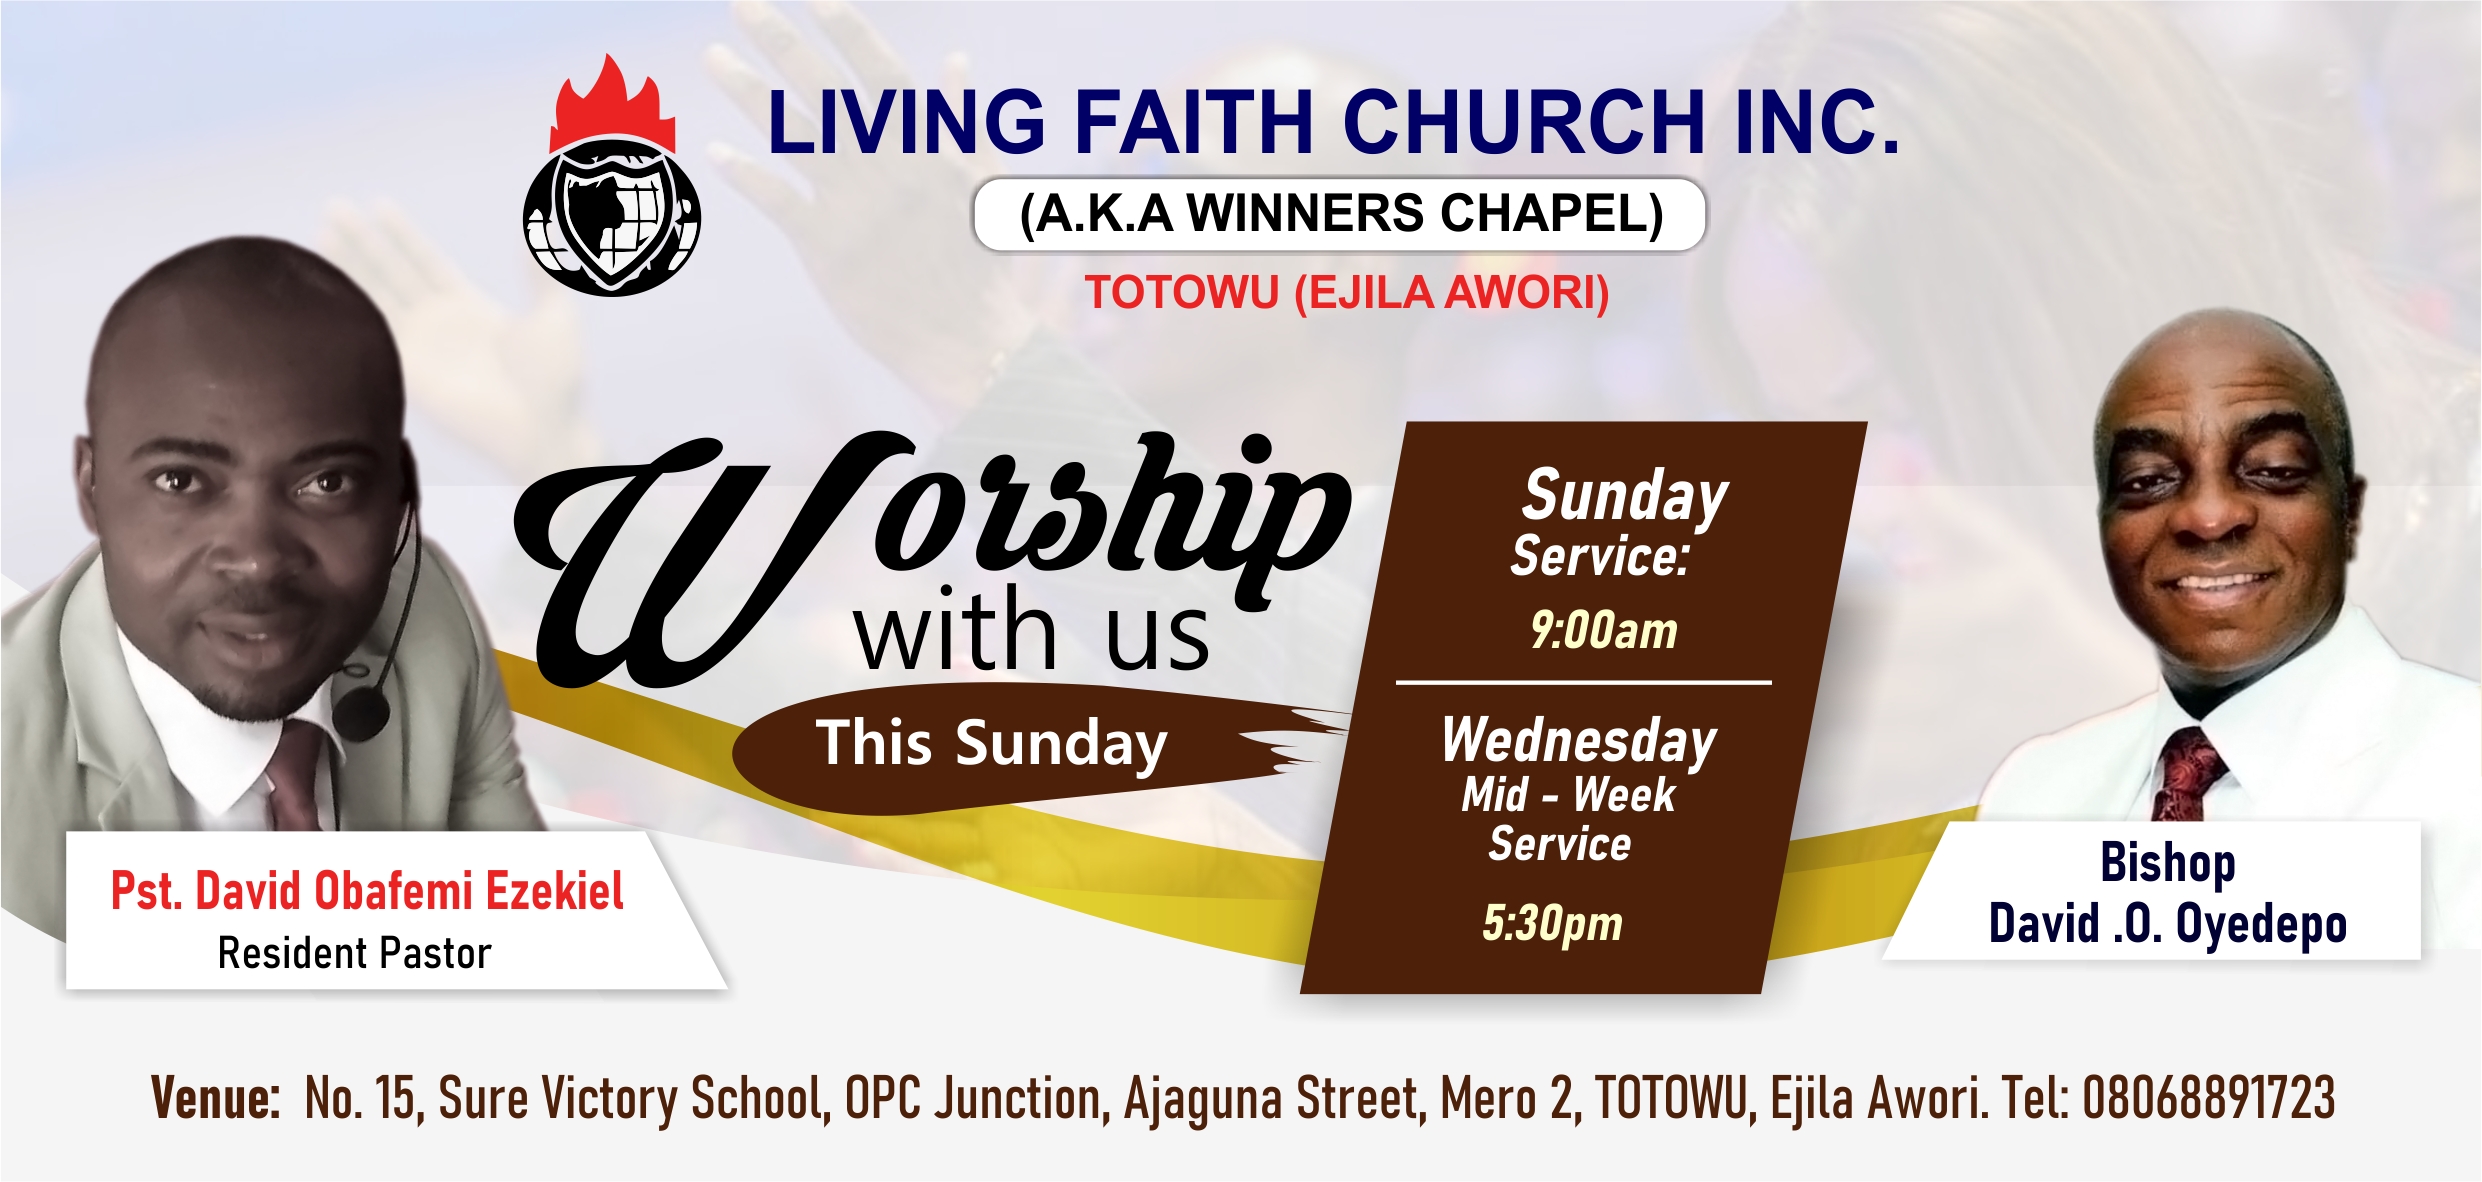 LIVING FAITH CHURCH INC.
(A.K.A WINNERS CHAPEL)
TOTOWU (EJILA AWORI)
Worship
with us
This Sunday
Sunday
Service:
9:00am
Wednesday
Mid - Week
Service
5:30pm
Pst. David Obafemi Ezekiel
Resident Pastor
Bishop
David .O. Oyedepo
Venue: No. 15, Sure Victory School, OPC Junction, Ajaguna Street, Mero 2, TOTOWU, Ejila Awori. Tel: 08068891723